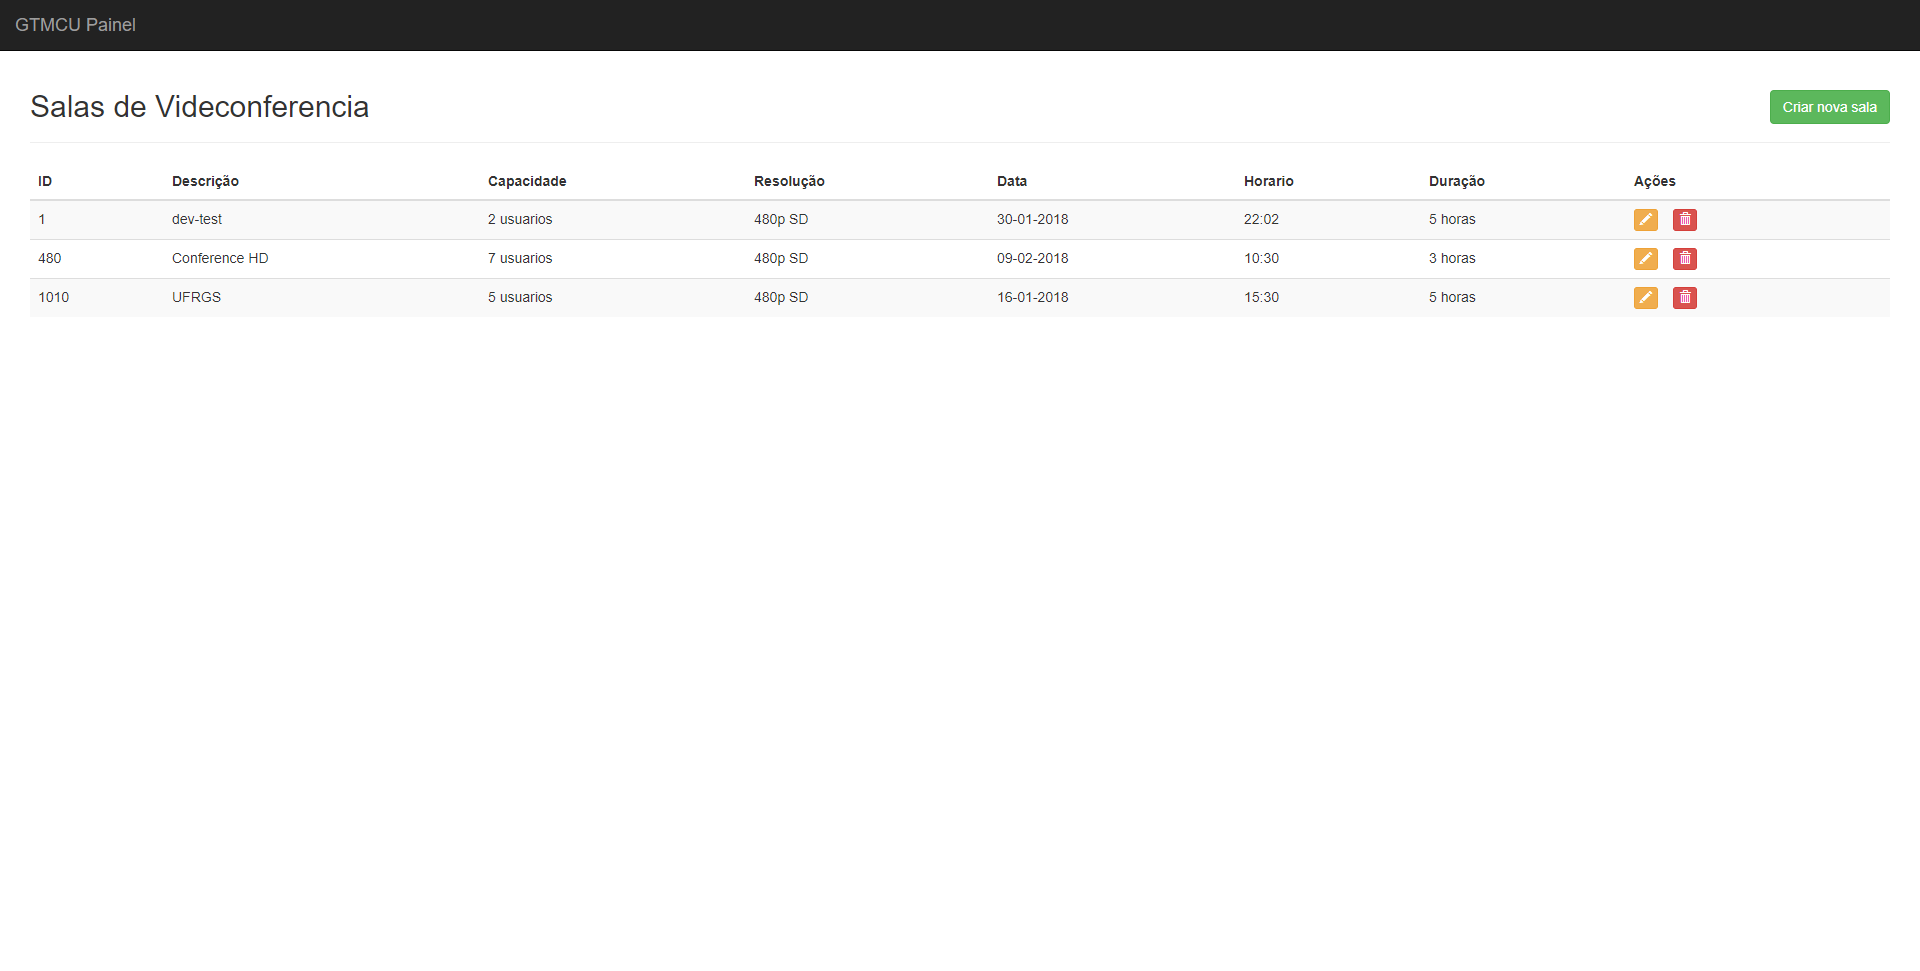 GTMCU Painel
Salas de Videconferencia
Criar nova sala
ID Descrição Capacidade Resolução Data Horario Duração Ações
1 dev-test 2 usuarios 480p SD 30-01-2018 22:02 5 horas
480 Conference HD 7 usuarios 480p SD 09-02-2018 10:30 3 horas
1010 UFRGS 5 usuarios 480p SD 16-01-2018 15:30 5 horas